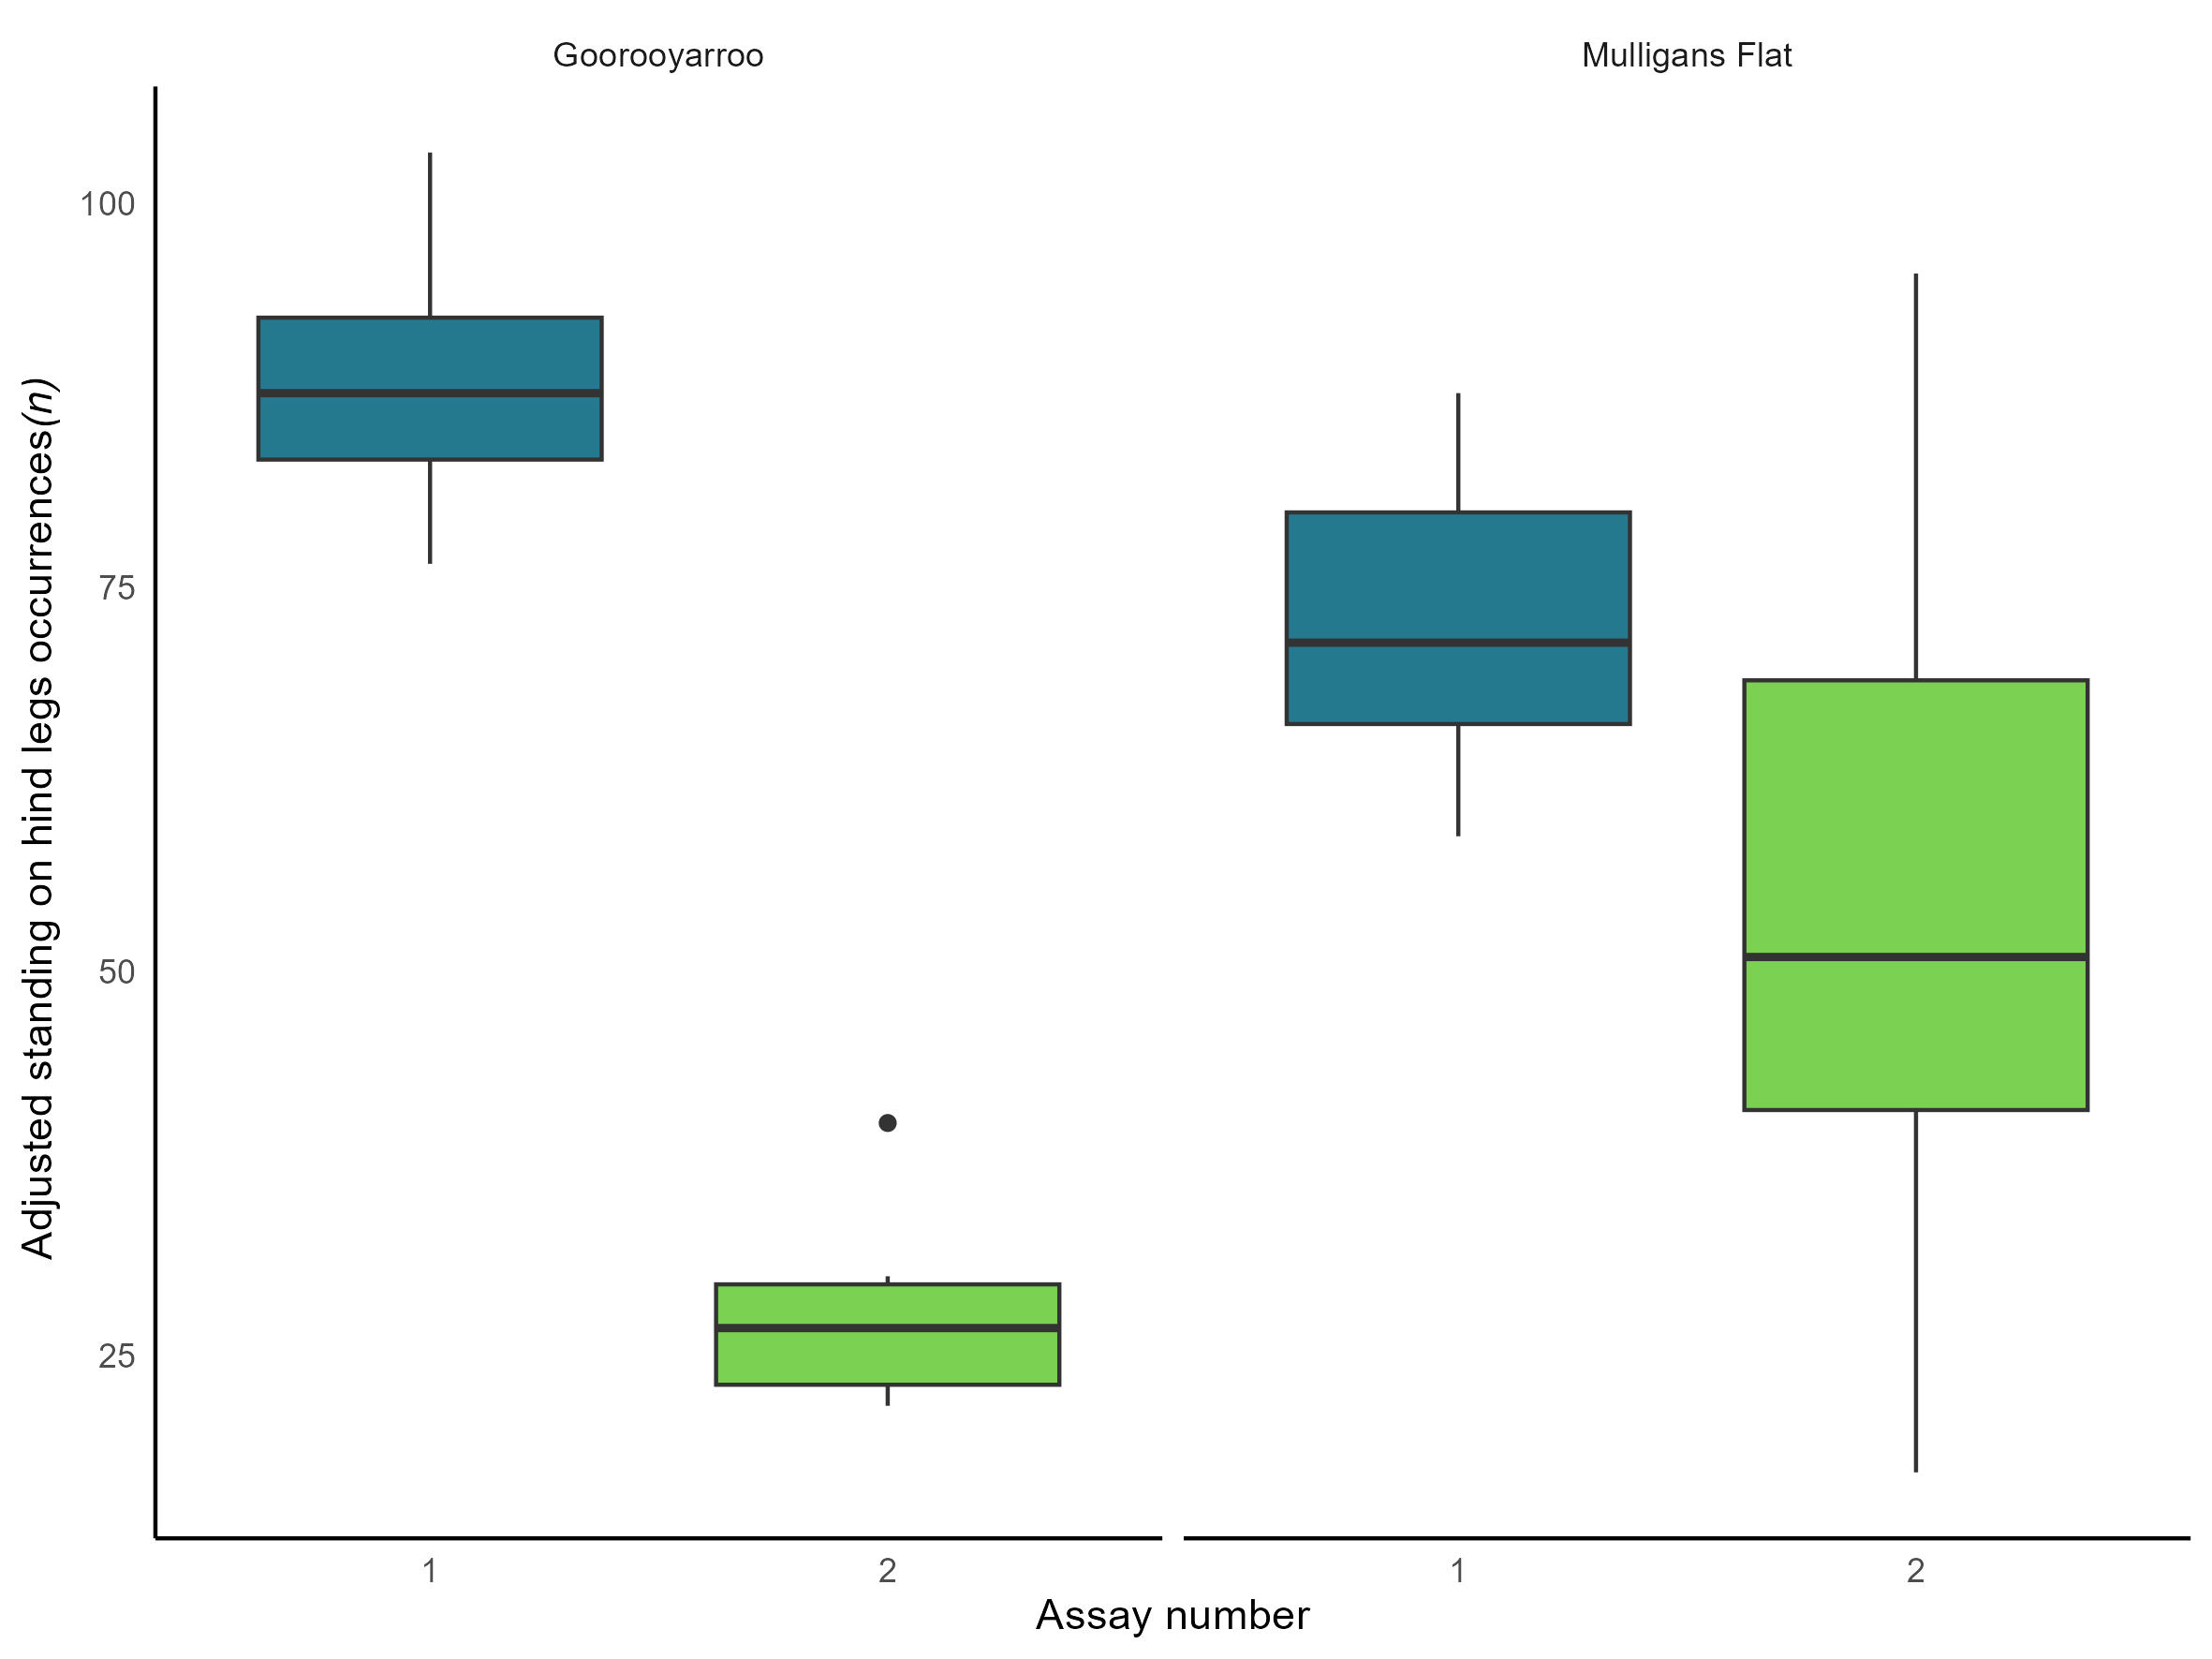 Goorooyarroo
Mulligans Flat
Adjusted standing on hind legs occurrences(n)
100
75
50
25
1
2
1
2
Assay number